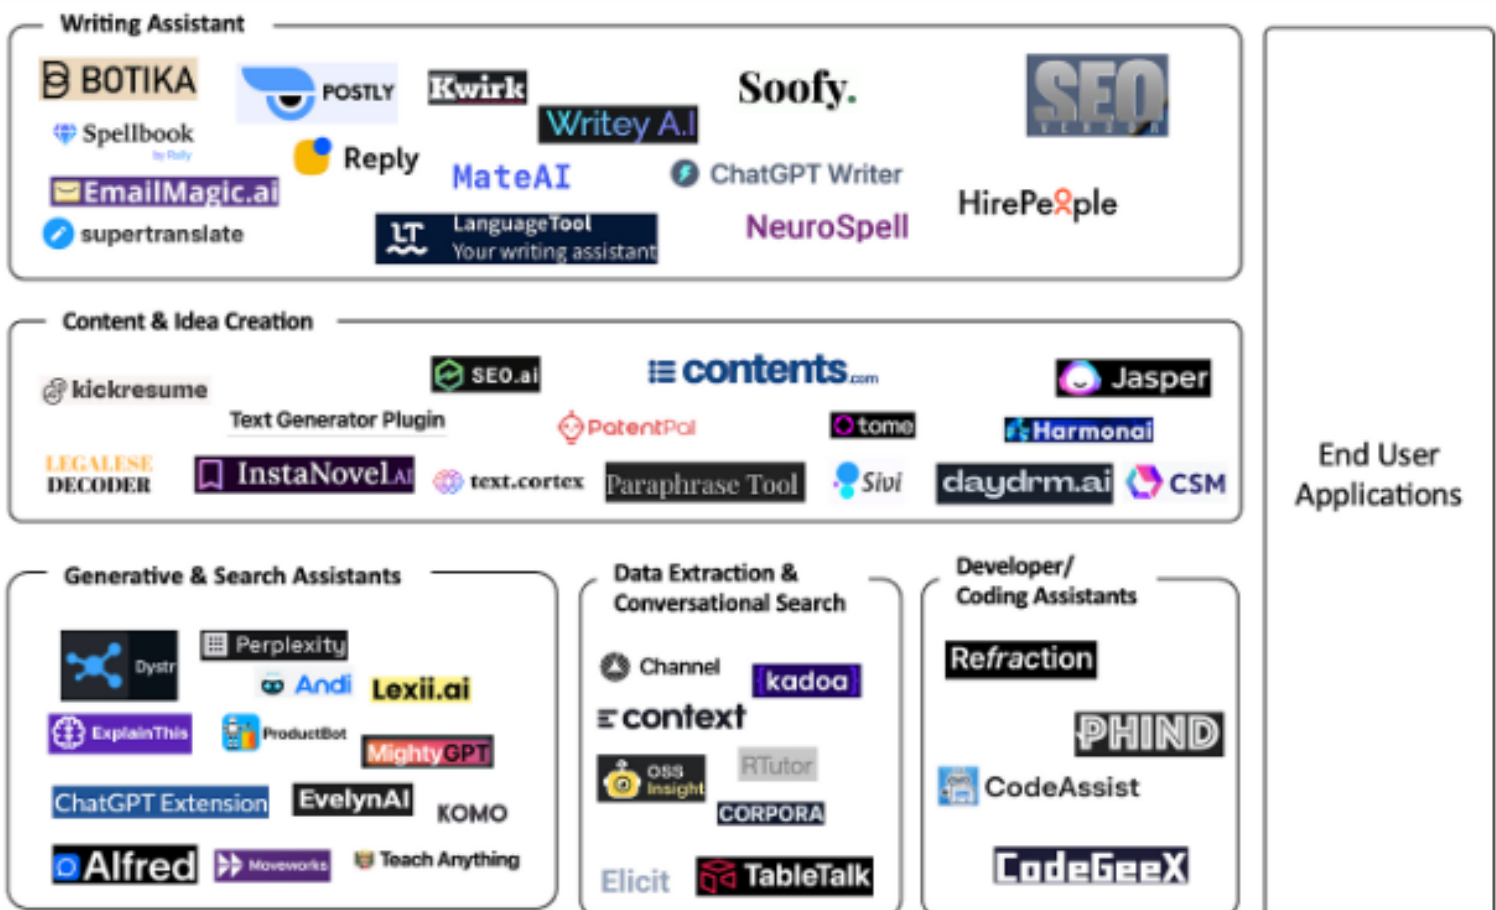 Writing Assistant
BOTIKA
POSTLY
Kwirk
Soofy.
SEO
Writey A.I
Spellbook
by Rally
Reply
MateAI
ChatGPT Writer
EmailMagic.ai
HirePeople
supertranslate
LT
LanguageTool
Your writing assistant
NeuroSpell
Content & Idea Creation
kickresume
SEO.ai
contents.com
Jasper
Text Generator Plugin
PatentPal
tome
Harmonai
LEGALESE
DECODER
InstaNovel AI
text.cortex
Paraphrase Tool
Sivi
daydrm.ai
CSM
End User
Applications
Generative & Search Assistants
Dystr
Perplexity
Andi
Lexii.ai
ExplainThis
ProductBot
MightyGPT
ChatGPT Extension
EvelynAI
KOMO
Alfred
Moveworks
Teach Anything
Data Extraction &
Conversational Search
Channel
kadoa
context
OSS
Insight
RTutor
CORPORA
Elicit
TableTalk
Developer/
Coding Assistants
Refraction
PHIND
CodeAssist
CodeGeeX